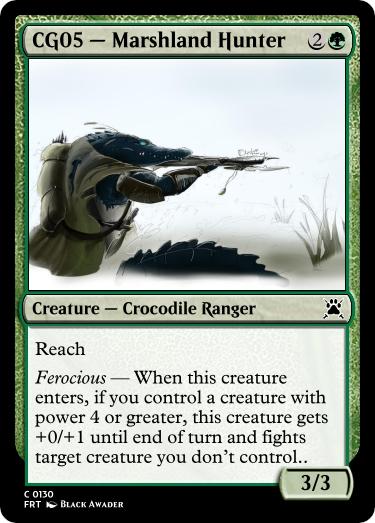 CG05 — Marshland Hunter 2
Creature — Crocodile Ranger
Reach
Ferocious — When this creature
enters, if you control a creature with
power 4 or greater, this creature gets
+0/+1 until end of turn and fights
target creature you don't control..
3/3
C 0130
FRT Black Awader